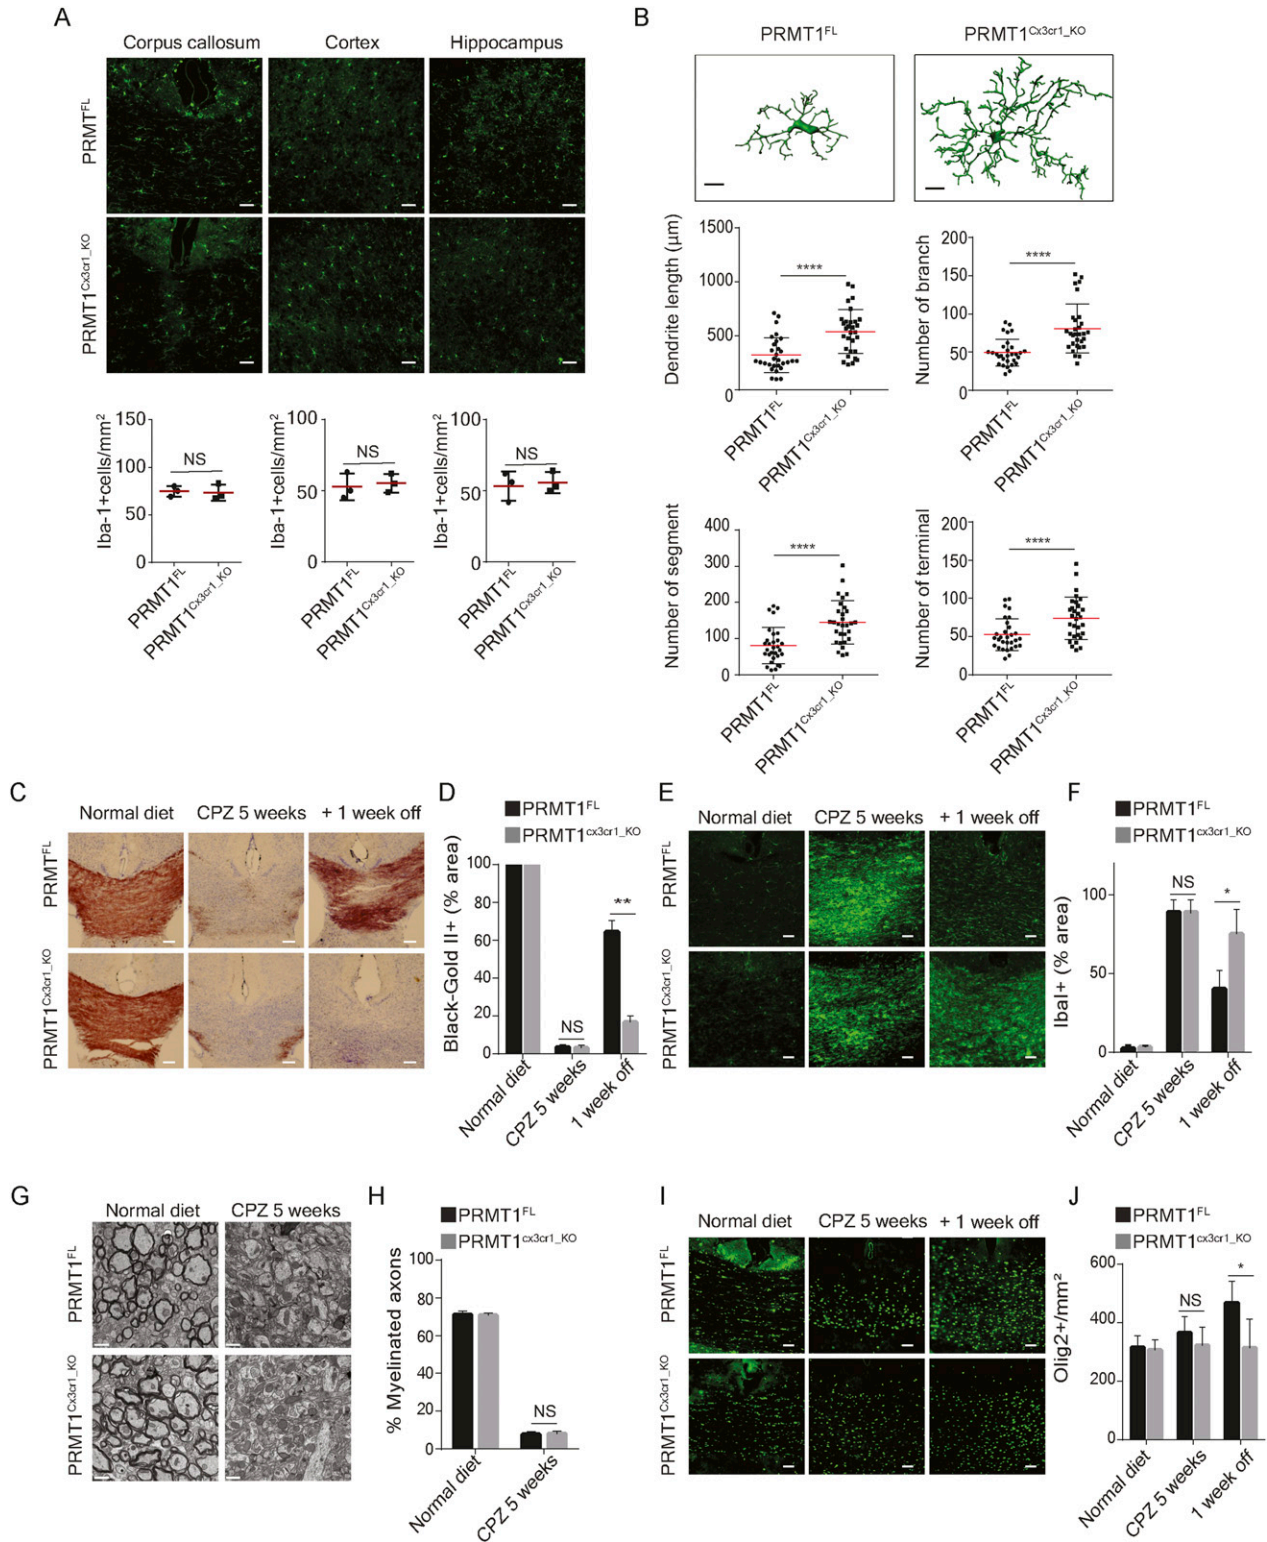 A
Corpus callosum Cortex Hippocampus
PRMT^FL
PRMT1^Cx3cr1_KO
Iba-1+cells/mm²
150
100
50
0
NS
PRMT1^FL
PRMT1^Cx3cr1_KO
Iba-1+cells/mm²
100
50
0
NS
PRMT1^FL
PRMT1^Cx3cr1_KO
Iba-1+cells/mm²
100
50
0
NS
PRMT1^FL
PRMT1^Cx3cr1_KO
B
PRMT1^FL PRMT1^Cx3cr1_KO
Dendrite length (µm)
1500
1000
500
0
****
PRMT1^FL
PRMT1^Cx3cr1_KO
Number of branch
200
150
100
50
0
****
PRMT1^FL
PRMT1^Cx3cr1_KO
Number of segment
400
300
200
100
0
****
PRMT1^FL
PRMT1^Cx3cr1_KO
Number of terminal
200
150
100
50
0
****
PRMT1^FL
PRMT1^Cx3cr1_KO
C
Normal diet CPZ 5 weeks + 1 week off
PRMT^FL
PRMT1^Cx3cr1_KO
D
PRMT1^FL
PRMT1^cx3cr1_KO
Black-Gold II+ (% area)
100
80
60
40
20
0
NS
**
Normal diet
CPZ 5 weeks
1 week off
E
Normal diet CPZ 5 weeks + 1 week off
PRMT^FL
PRMT1^Cx3cr1_KO
F
PRMT1^FL
PRMT1^cx3cr1_KO
IbaI+ (% area)
100
50
0
NS
*
Normal diet
CPZ 5 weeks
1 week off
G
Normal diet CPZ 5 weeks
PRMT1^FL
PRMT1^Cx3cr1_KO
H
PRMT1^FL
PRMT1^cx3cr1_KO
% Myelinated axons
100
80
60
40
20
0
NS
Normal diet
CPZ 5 weeks
I
Normal diet CPZ 5 weeks + 1 week off
PRMT1^FL
PRMT1^Cx3cr1_KO
J
PRMT1^FL
PRMT1^cx3cr1_KO
Olig2+/mm²
600
400
200
0
NS
*
Normal diet
CPZ 5 weeks
1 week off